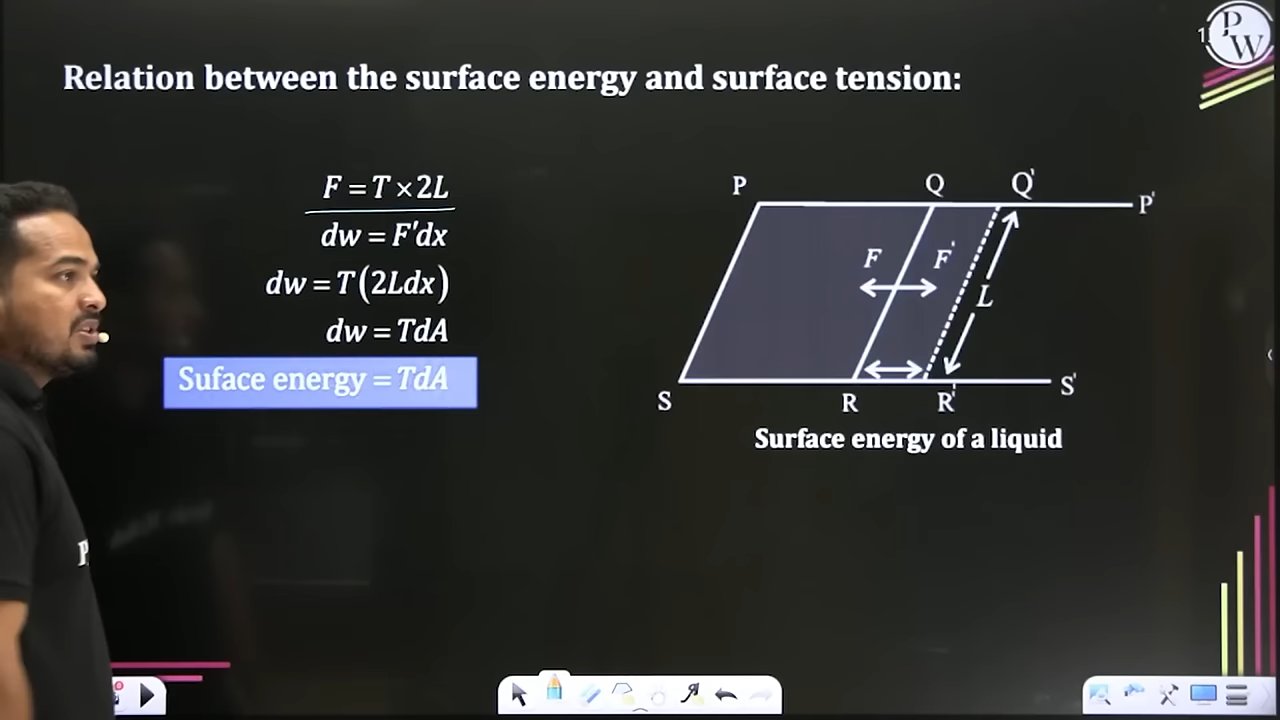 P
W
1
Relation between the surface energy and surface tension:
F = T × 2L
dw = F'dx
dw = T(2Ldx)
dw = TdA
Suface energy = TdA
P Q Q' P'
F F'
L
S R R' S'
Surface energy of a liquid
P